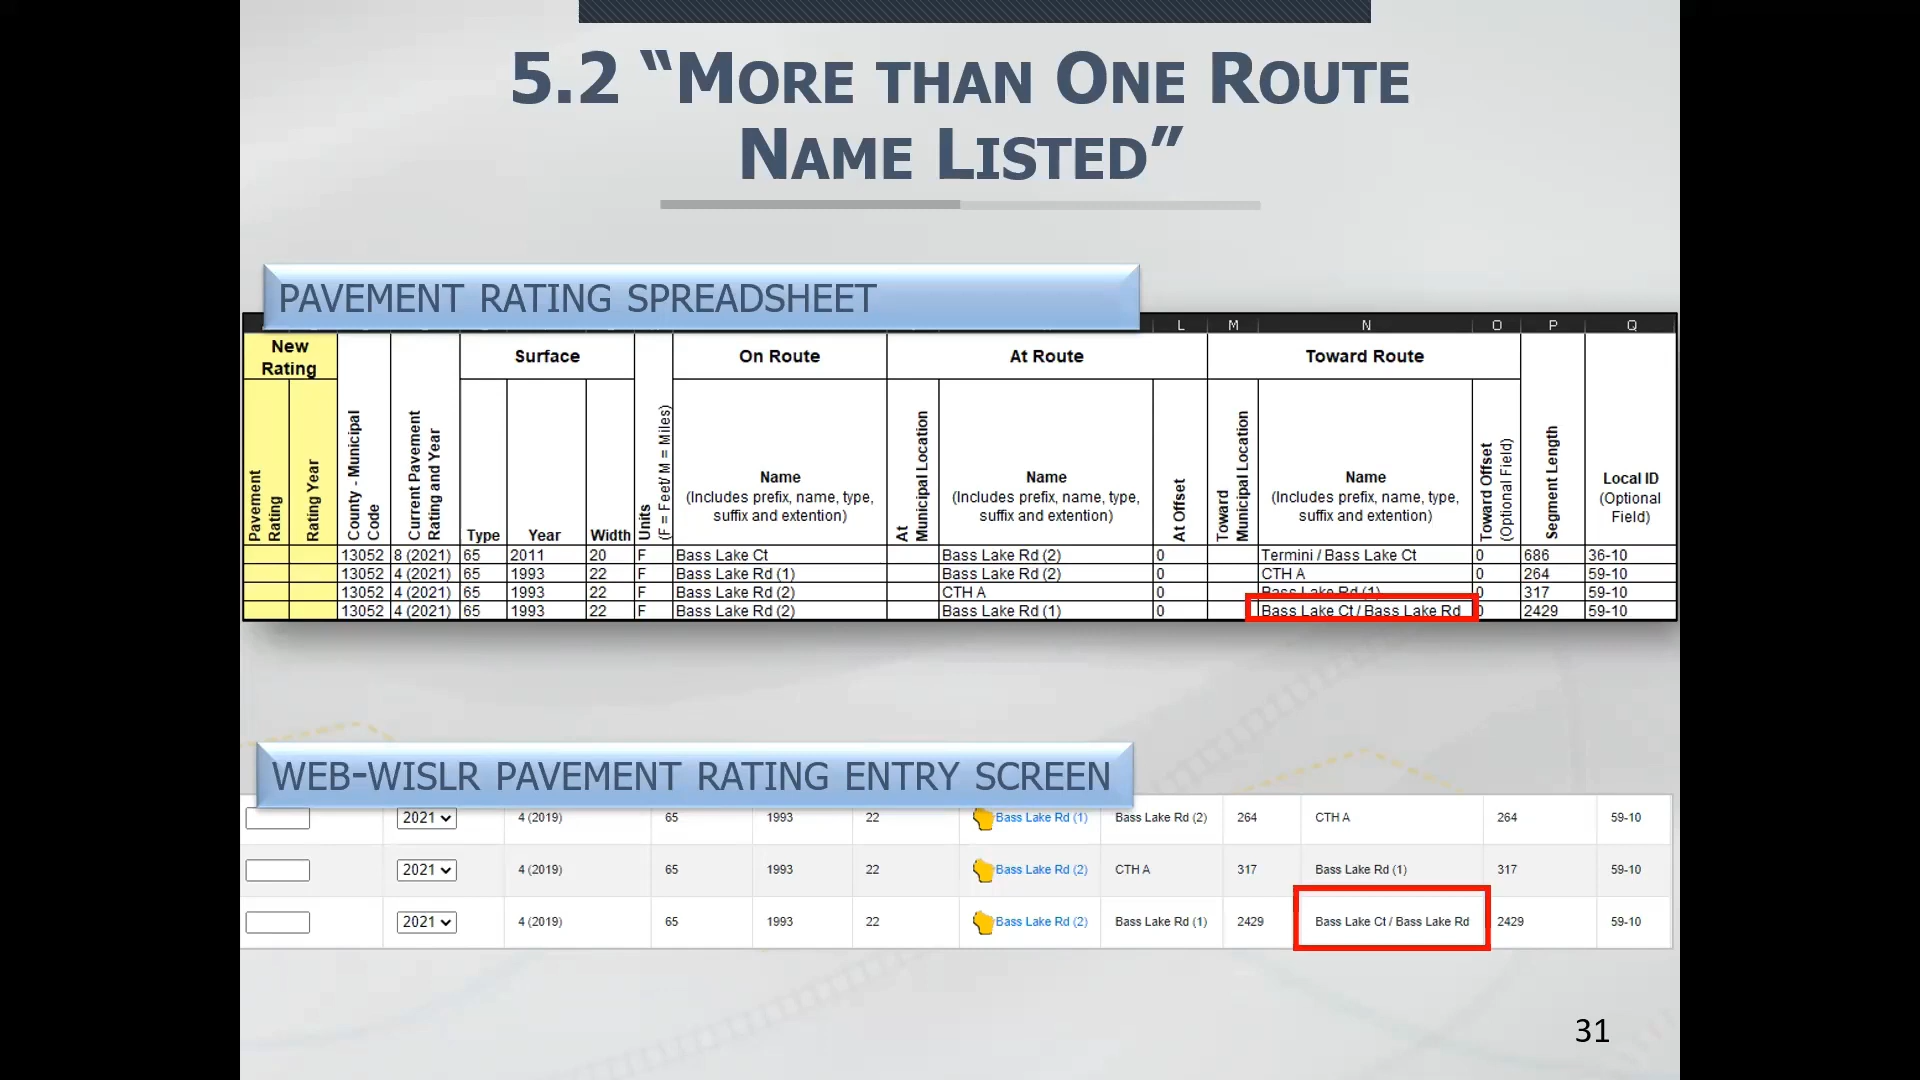 5.2 “More than One Route
Name Listed”
PAVEMENT RATING SPREADSHEET
L M N O P Q
New
Rating
Surface
On Route
At Route
Toward Route
Pavement
Rating
Rating Year
County - Municipal
Code
Current Pavement
Rating and Year
Type
Year
Width
Units
(F = Feet/ M = Miles)
Name
(Includes prefix, name, type,
suffix and extention)
At
Municipal Location
Name
(Includes prefix, name, type,
suffix and extention)
At Offset
Toward
Municipal Location
Name
(Includes prefix, name, type,
suffix and extention)
Toward Offset
(Optional Field)
Segment Length
Local ID
(Optional
Field)
13052 8 (2021) 65 2011 20 F Bass Lake Ct Bass Lake Rd (2) 0 Termini / Bass Lake Ct 0 686 36-10
13052 4 (2021) 65 1993 22 F Bass Lake Rd (1) Bass Lake Rd (2) 0 CTH A 0 264 59-10
13052 4 (2021) 65 1993 22 F Bass Lake Rd (2) CTH A 0 Bass Lake Rd (1) 0 317 59-10
13052 4 (2021) 65 1993 22 F Bass Lake Rd (2) Bass Lake Rd (1) 0 Bass Lake Ct / Bass Lake Rd 0 2429 59-10
WEB-WISLR PAVEMENT RATING ENTRY SCREEN
2021 4 (2019) 65 1993 22 Bass Lake Rd (1) Bass Lake Rd (2) 264 CTH A 264 59-10
2021 4 (2019) 65 1993 22 Bass Lake Rd (2) CTH A 317 Bass Lake Rd (1) 317 59-10
2021 4 (2019) 65 1993 22 Bass Lake Rd (2) Bass Lake Rd (1) 2429 Bass Lake Ct / Bass Lake Rd 2429 59-10
31